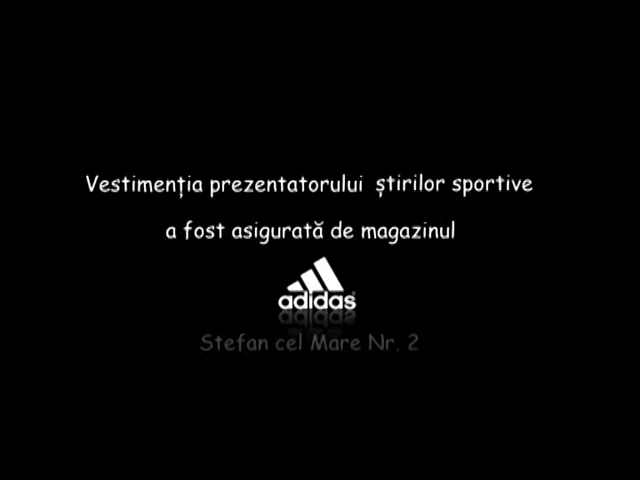 Vestimenția prezentatorului știrilor sportive
a fost asigurată de magazinul
adidas
Stefan cel Mare Nr. 2